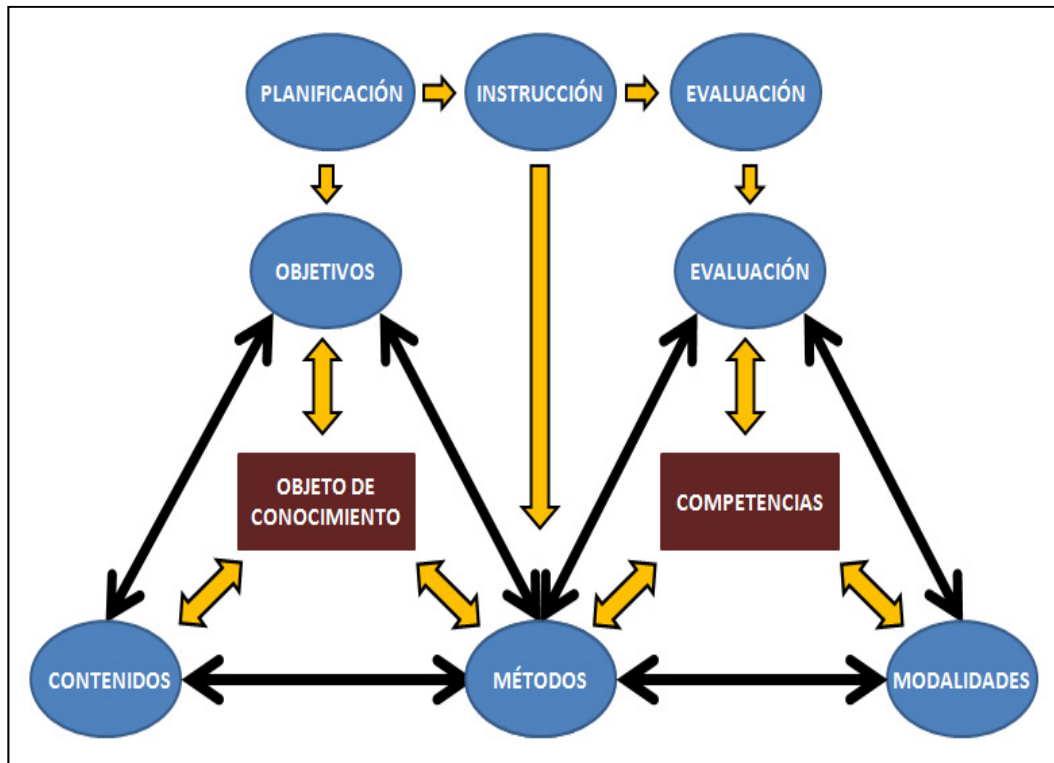 PLANIFICACIÓN
INSTRUCCIÓN
EVALUACIÓN
OBJETIVOS
EVALUACIÓN
OBJETO DE
CONOCIMIENTO
COMPETENCIAS
CONTENIDOS
MÉTODOS
MODALIDADES